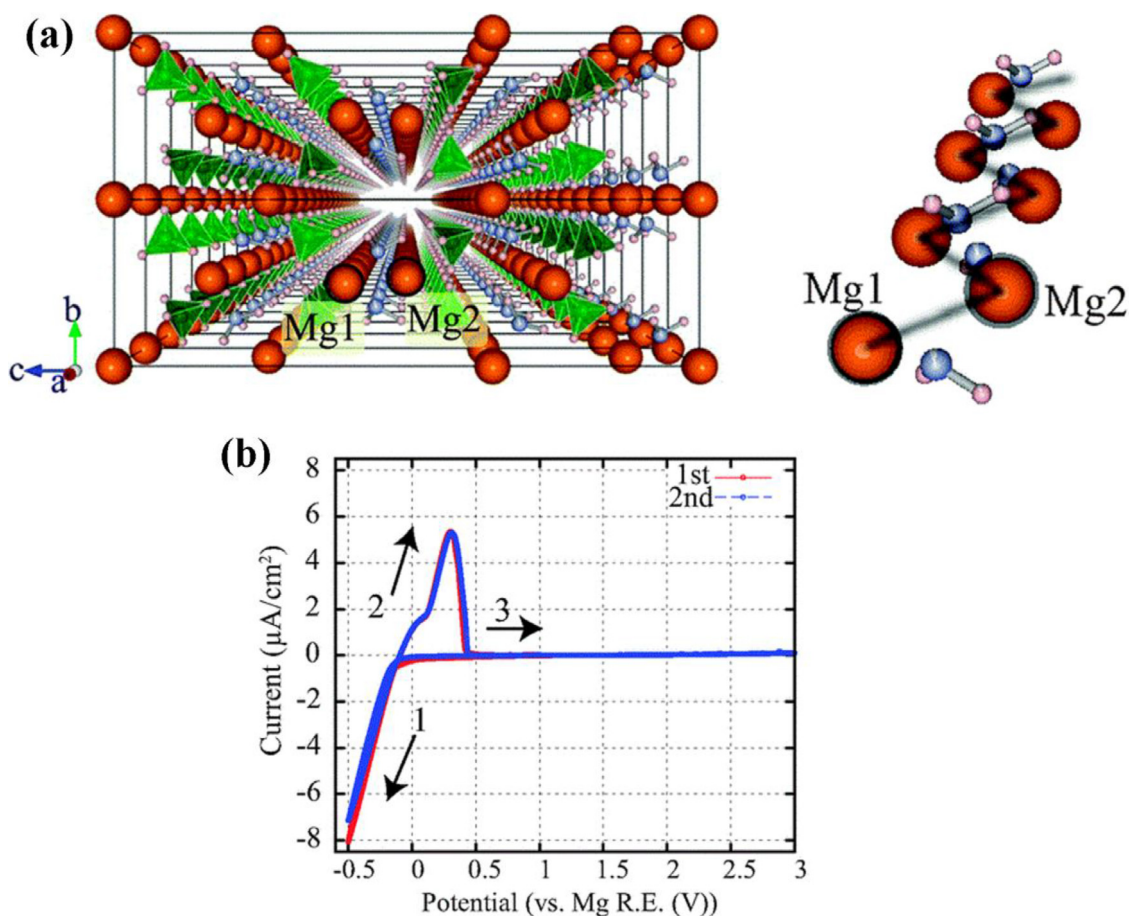 (a)
Mg1 Mg2
b
c
a
Mg1
Mg2
(b)
8
6
4
2
0
-2
-4
-6
-8
Current (µA/cm²)
1st
2nd
2
3
1
-0.5 0 0.5 1 1.5 2 2.5 3
Potential (vs. Mg R.E. (V))